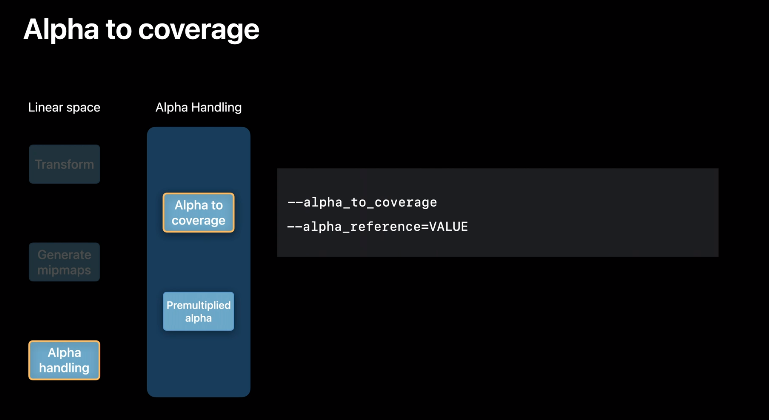 Alpha to coverage
Linear space
Alpha Handling
Transform
Alpha to
coverage
--alpha_to_coverage
--alpha_reference=VALUE
Generate
mipmaps
Premultiplied
alpha
Alpha
handling